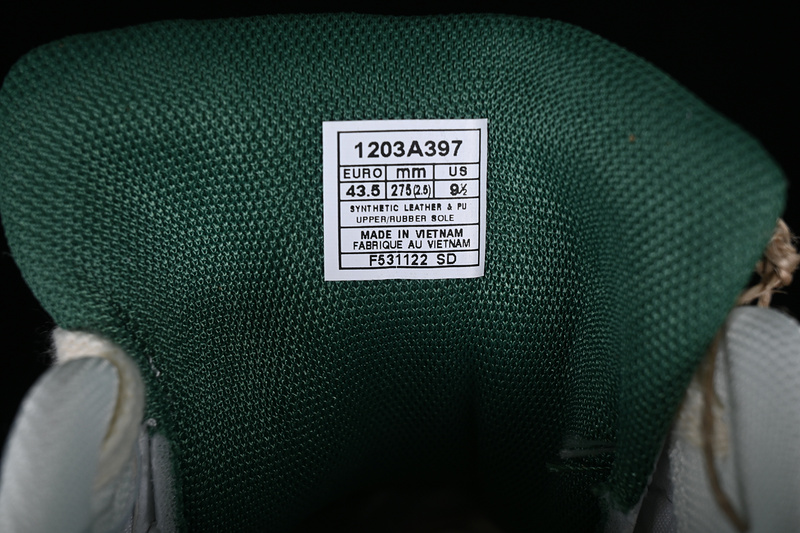 1203A397
EURO mm US
43.5 275(2.5) 9½
SYNTHETIC LEATHER & PU
UPPER/RUBBER SOLE
MADE IN VIETNAM
FABRIQUE AU VIETNAM
F531122 SD